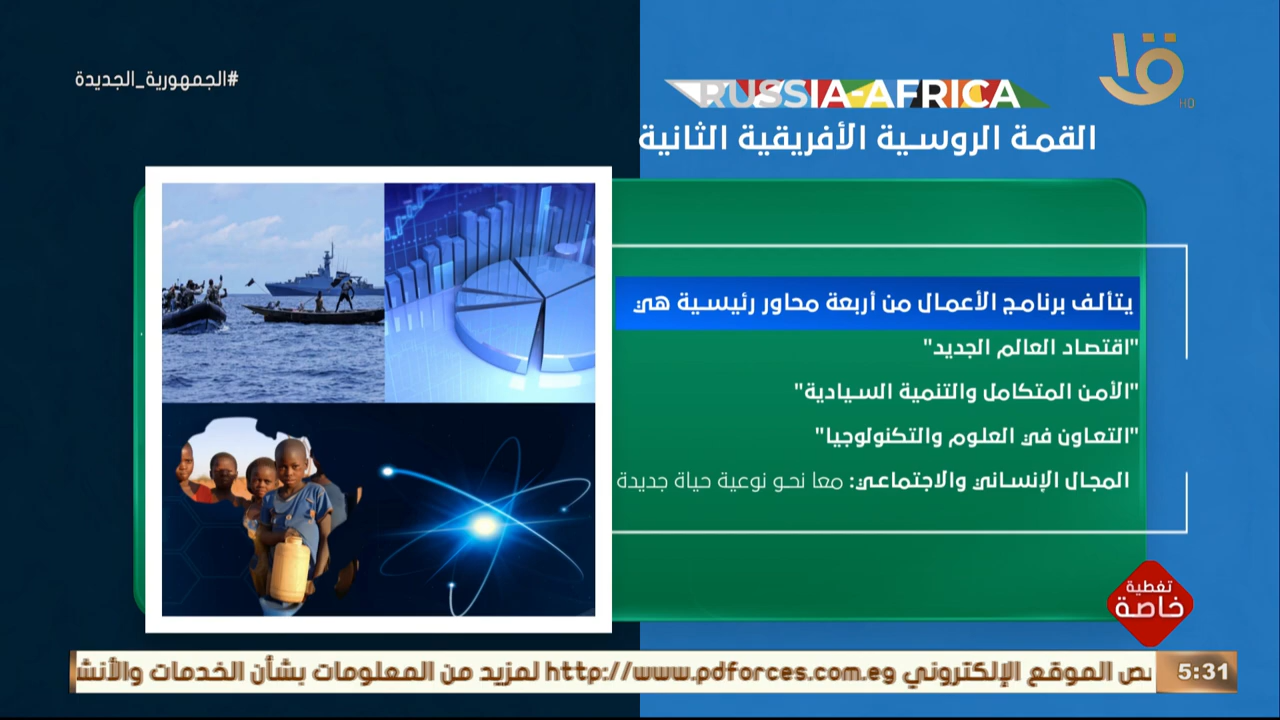 #الجمهورية_الجديدة
HD
RUSSIA-AFRICA
القمة الروسية الأفريقية الثانية
يتألف برنامج الأعمال من أربعة محاور رئيسية هي
"اقتصاد العالم الجديد"
"الأمن المتكامل والتنمية السيادية"
"التعاون في العلوم والتكنولوجيا"
المجال الإنساني والاجتماعي: معا نحو نوعية حياة جديدة
تغطية
خاصة
الموقع الإلكتروني http://www.pdforces.com.eg لمزيد من المعلومات بشأن الخدمات
5:31